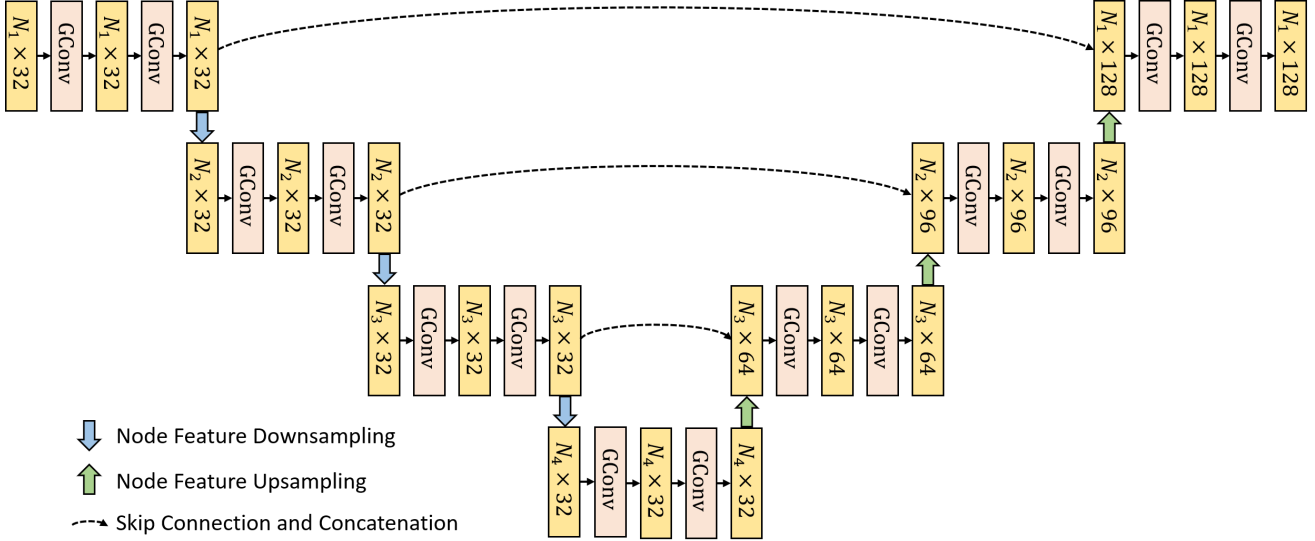 N₁ × 32
GConv
N₁ × 32
GConv
N₁ × 32
N₁ × 128
GConv
N₁ × 128
GConv
N₁ × 128
N₂ × 32
GConv
N₂ × 32
GConv
N₂ × 32
N₂ × 96
GConv
N₂ × 96
GConv
N₂ × 96
N₃ × 32
GConv
N₃ × 32
GConv
N₃ × 32
N₃ × 64
GConv
N₃ × 64
GConv
N₃ × 64
N₄ × 32
GConv
N₄ × 32
GConv
N₄ × 32
Node Feature Downsampling
Node Feature Upsampling
Skip Connection and Concatenation